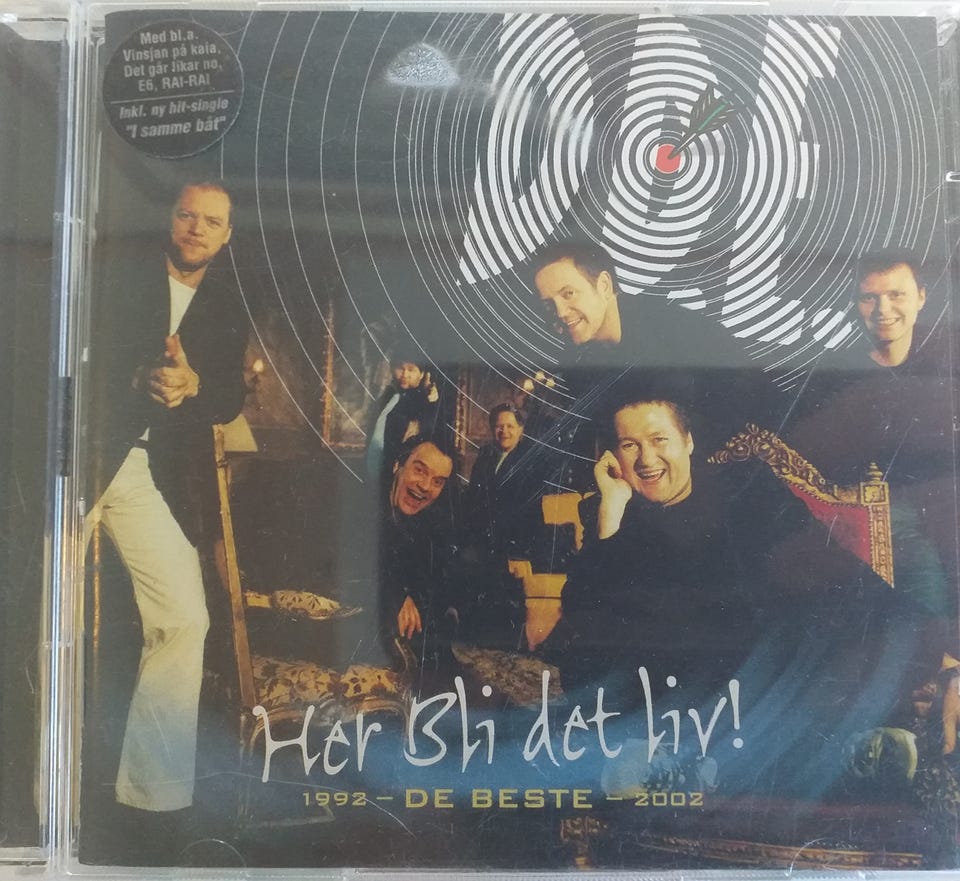 Med bl.a.
Vinsjan på kaia,
Det går likar no,
E6, RAI-RAI
Inkl. ny hit-single
"I samme båt"
Her Bli det liv!
1992 – DE BESTE – 2002